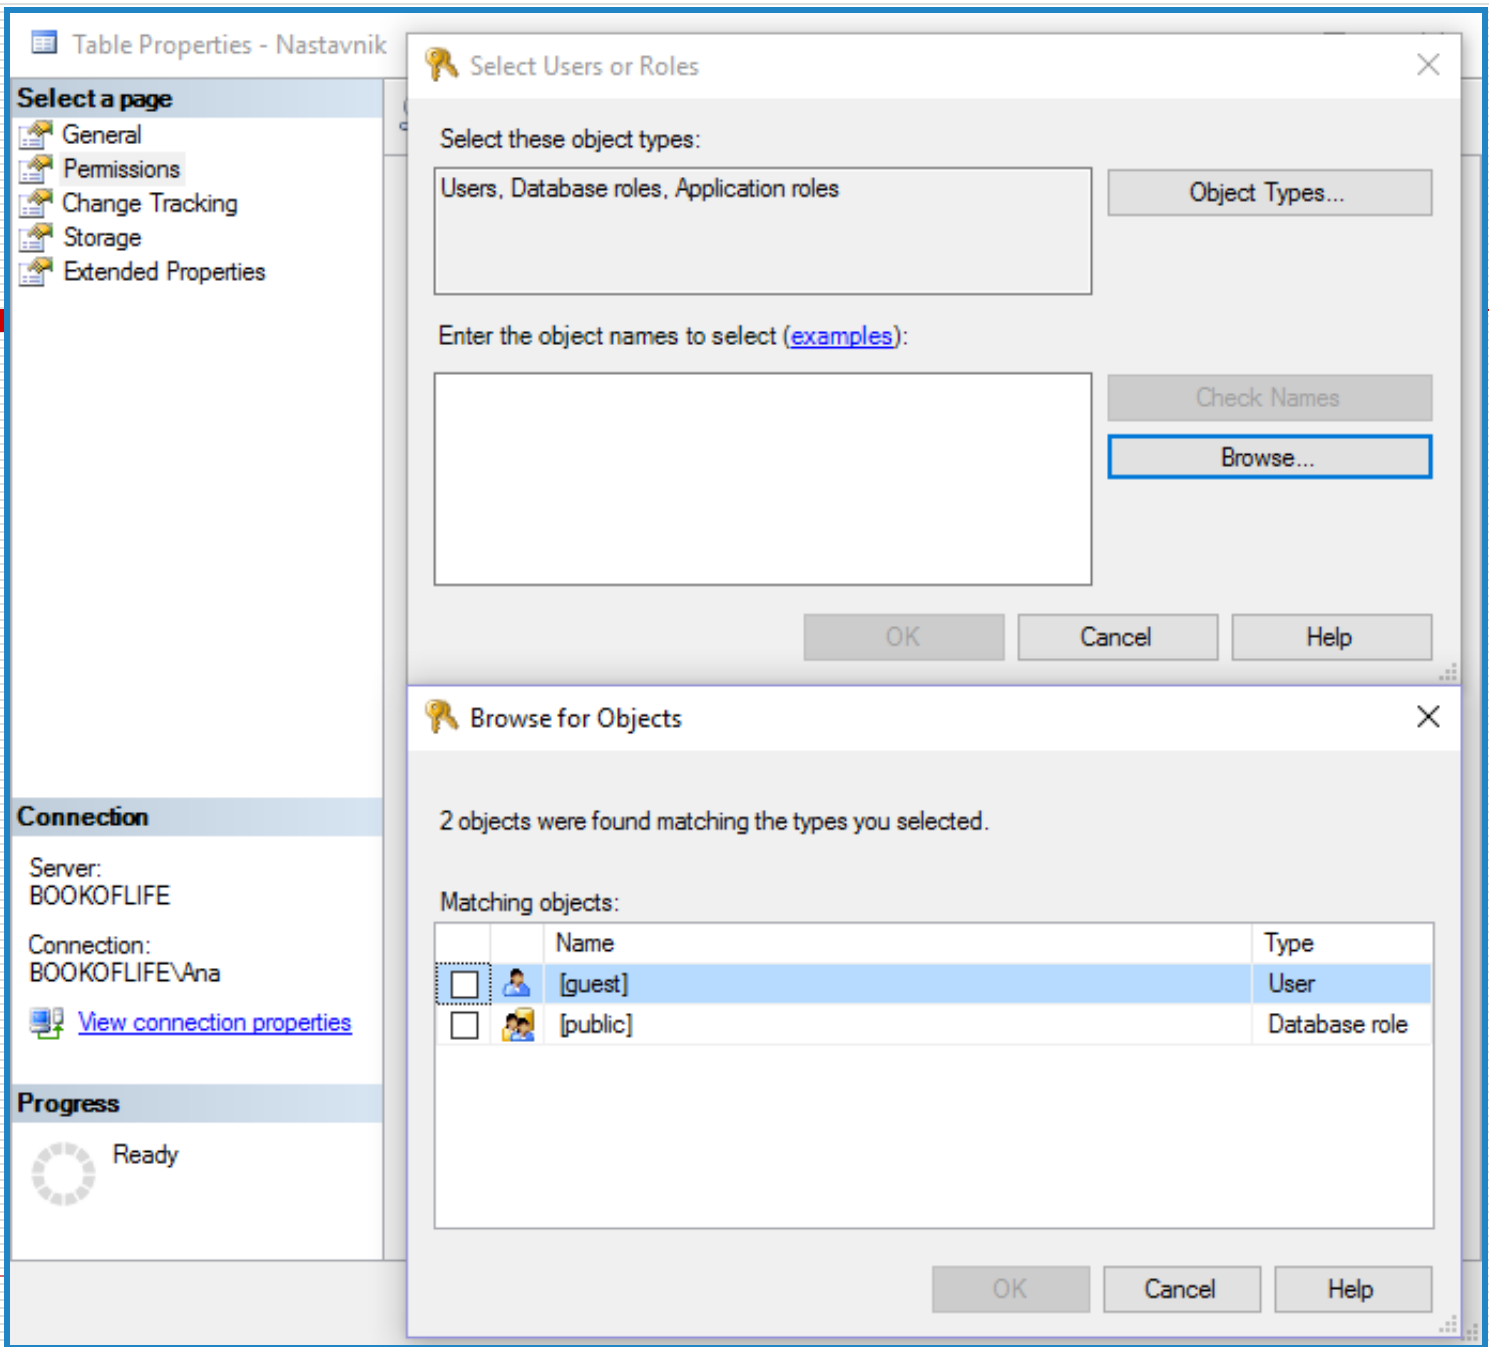 Table Properties - Nastavnik
Select a page
General
Permissions
Change Tracking
Storage
Extended Properties
Connection
Server:
BOOKOFLIFE
Connection:
BOOKOFLIFE\Ana
View connection properties
Progress
Ready
Select Users or Roles
Select these object types:
Users, Database roles, Application roles
Object Types...
Enter the object names to select (examples):
Check Names
Browse...
OK Cancel Help
Browse for Objects
2 objects were found matching the types you selected.
Matching objects:
Name Type
[guest] User
[public] Database role
OK Cancel Help